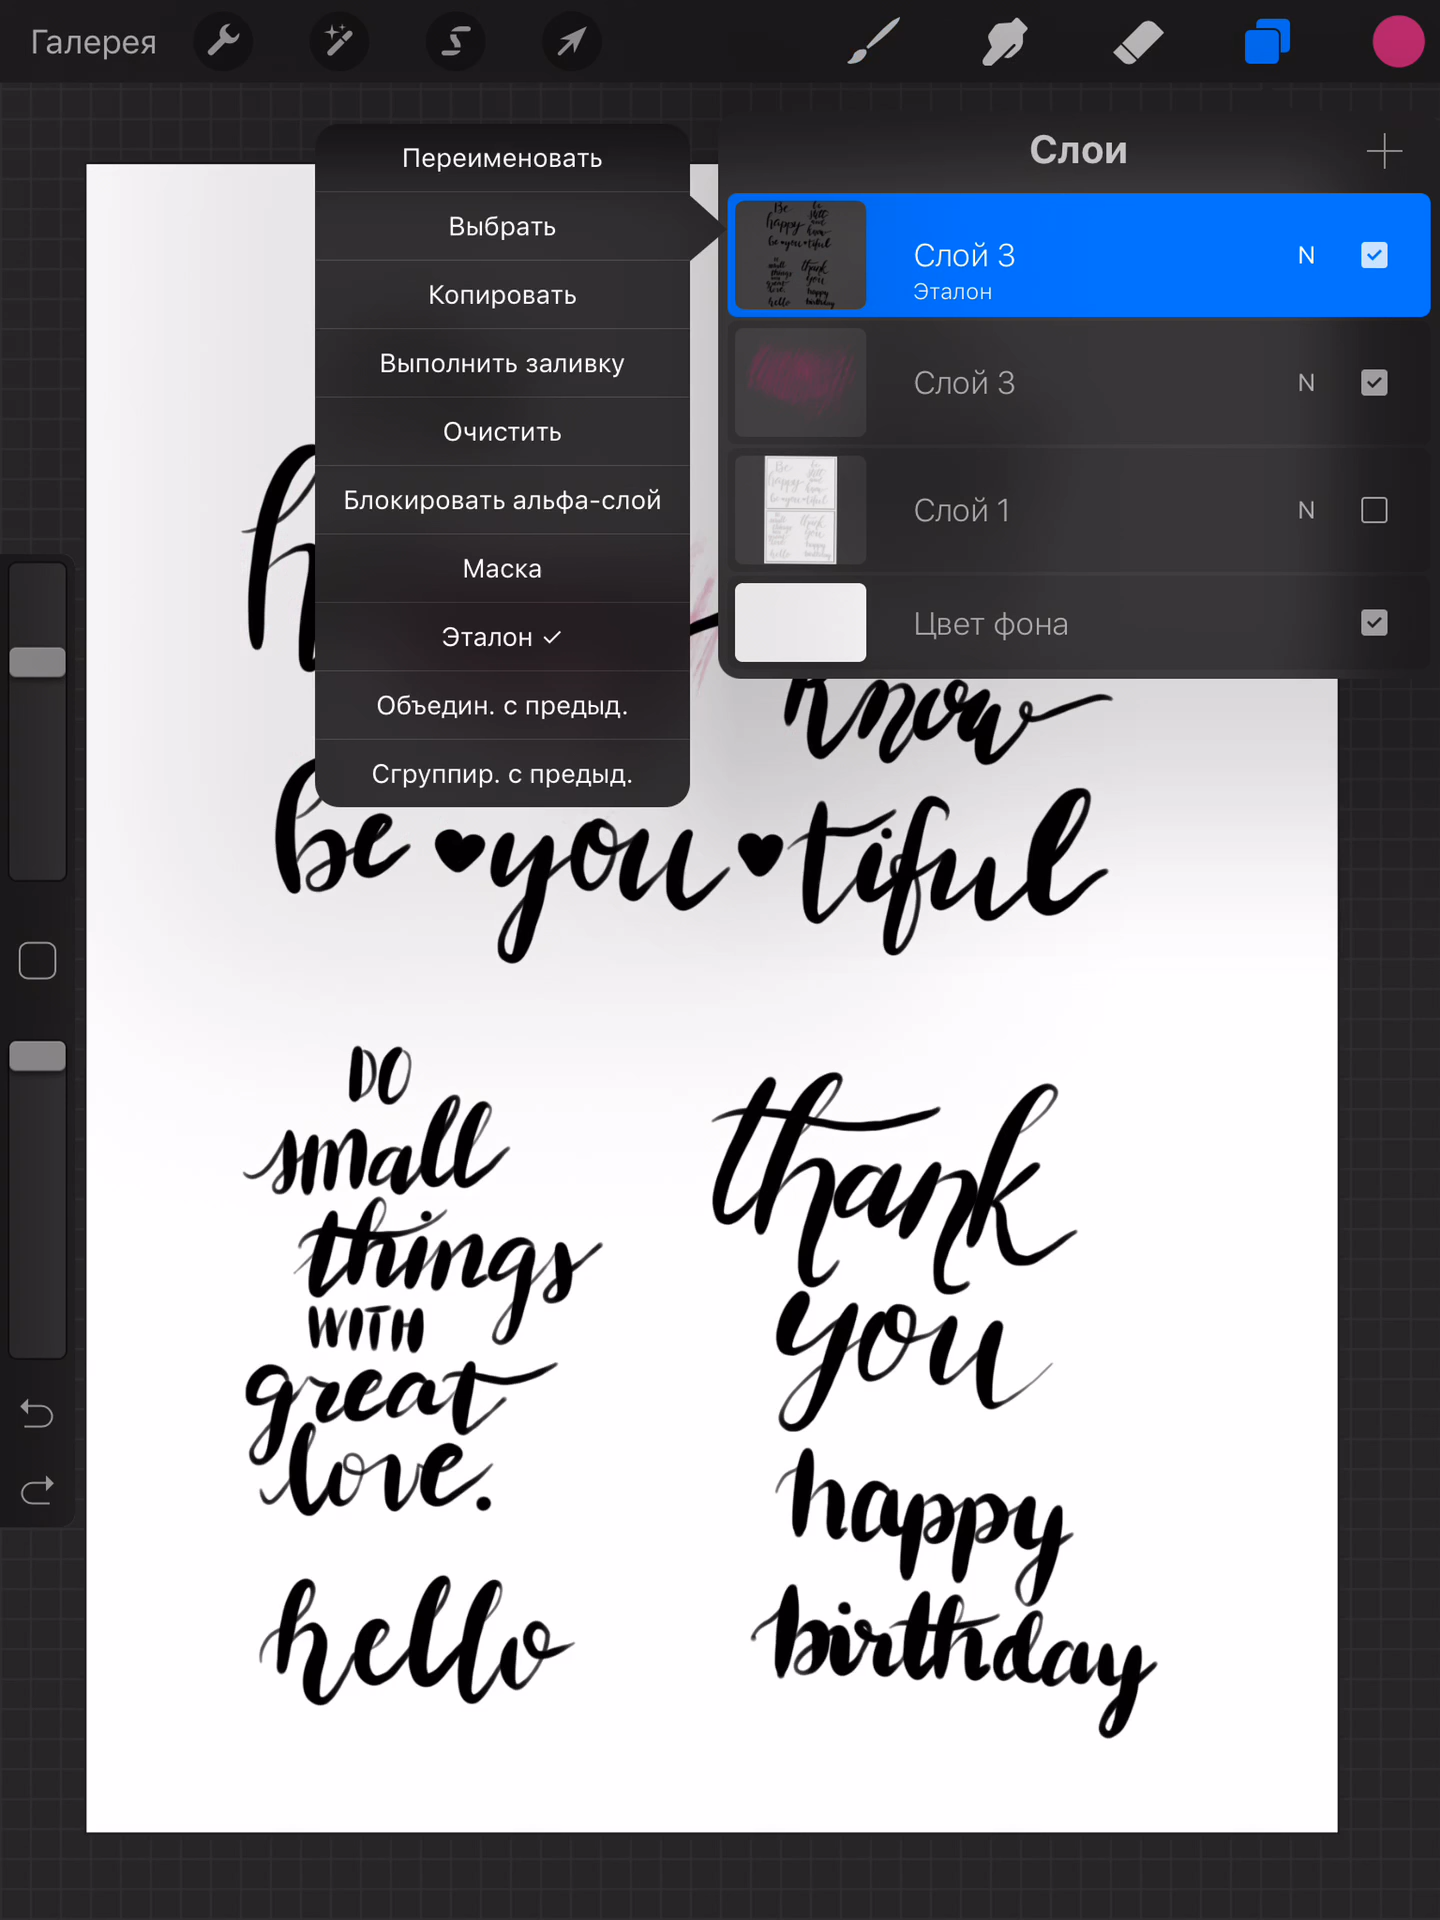 Галерея
Переименовать
Выбрать
Копировать
Выполнить заливку
Очистить
Блокировать альфа-слой
Маска
Эталон ✓
Объедин. с предыд.
Сгруппир. с предыд.
Слои
Слой 3 N
Эталон
Слой 3 N
Слой 1 N
Цвет фона
know
be ♥ you ♥ tiful
DO
small
things
WITH
great
love.
hello
thank
you
happy
birthday